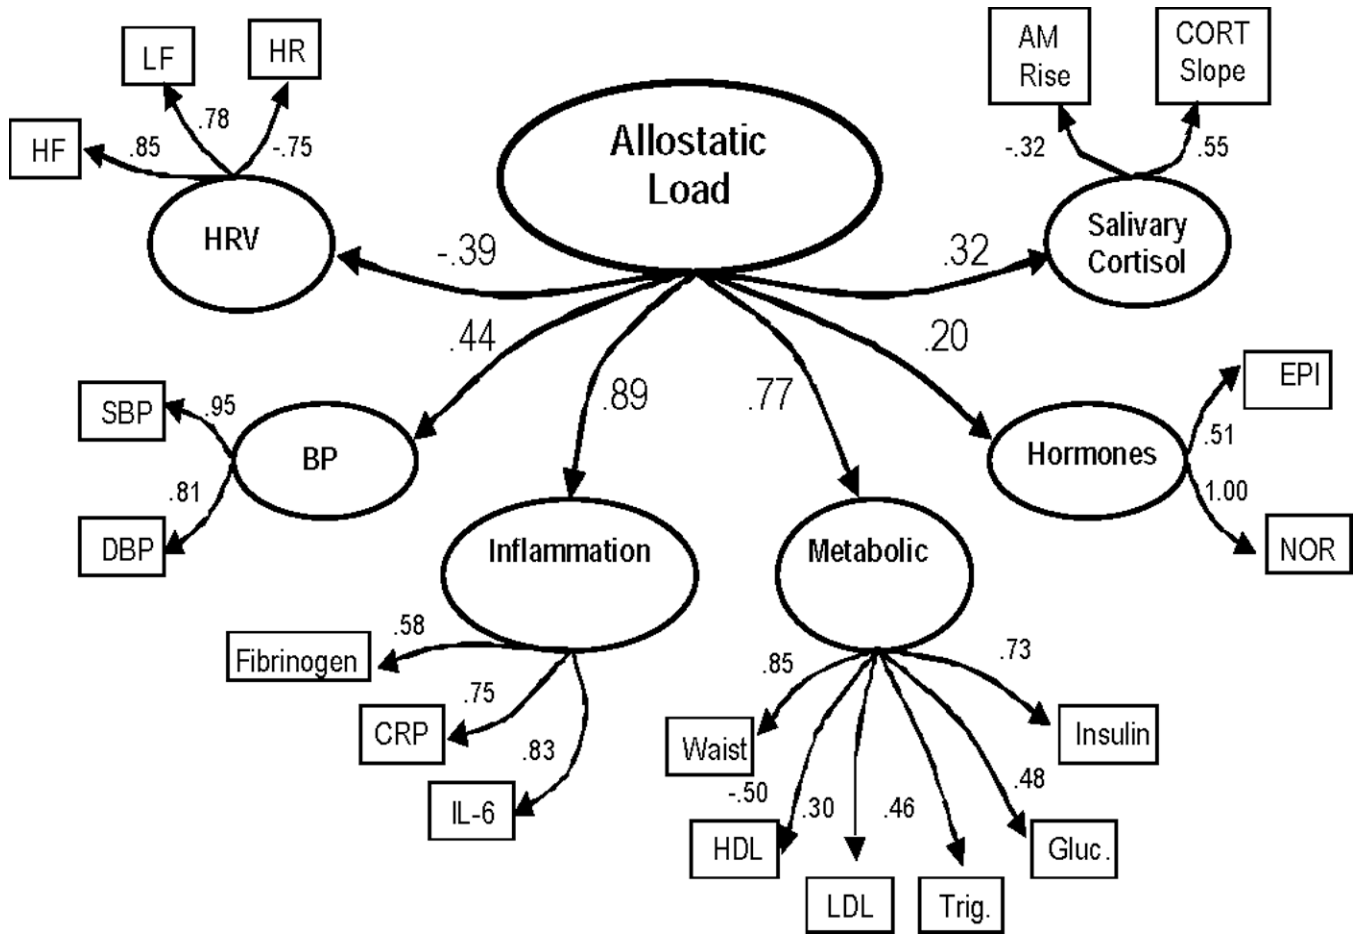 LF
HR
HF
.85
.78
-.75
HRV
Allostatic
Load
AM
Rise
CORT
Slope
-.32
.55
Salivary
Cortisol
-.39
.32
.44
.89
.77
.20
SBP
.95
BP
.81
DBP
Hormones
EPI
.51
1.00
NOR
Inflammation
Metabolic
.58
Fibrinogen
.75
CRP
.83
IL-6
.85
Waist
-.50
HDL
.30
LDL
.46
Trig.
.48
Gluc.
.73
Insulin